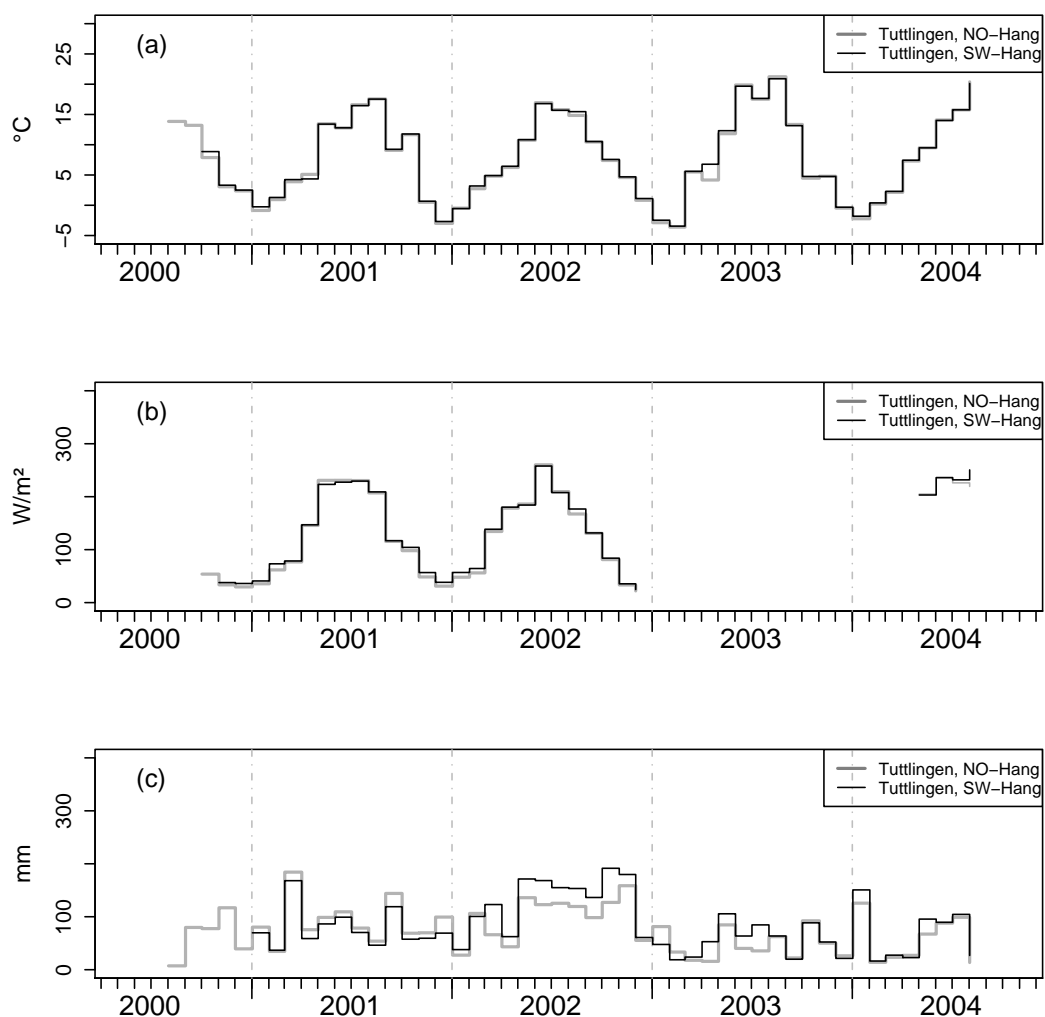 (a)
Tuttlingen, NO−Hang
Tuttlingen, SW−Hang
°C
25
15
5
−5
2000 2001 2002 2003 2004
(b)
Tuttlingen, NO−Hang
Tuttlingen, SW−Hang
W/m²
300
100
0
2000 2001 2002 2003 2004
(c)
Tuttlingen, NO−Hang
Tuttlingen, SW−Hang
mm
300
100
0
2000 2001 2002 2003 2004